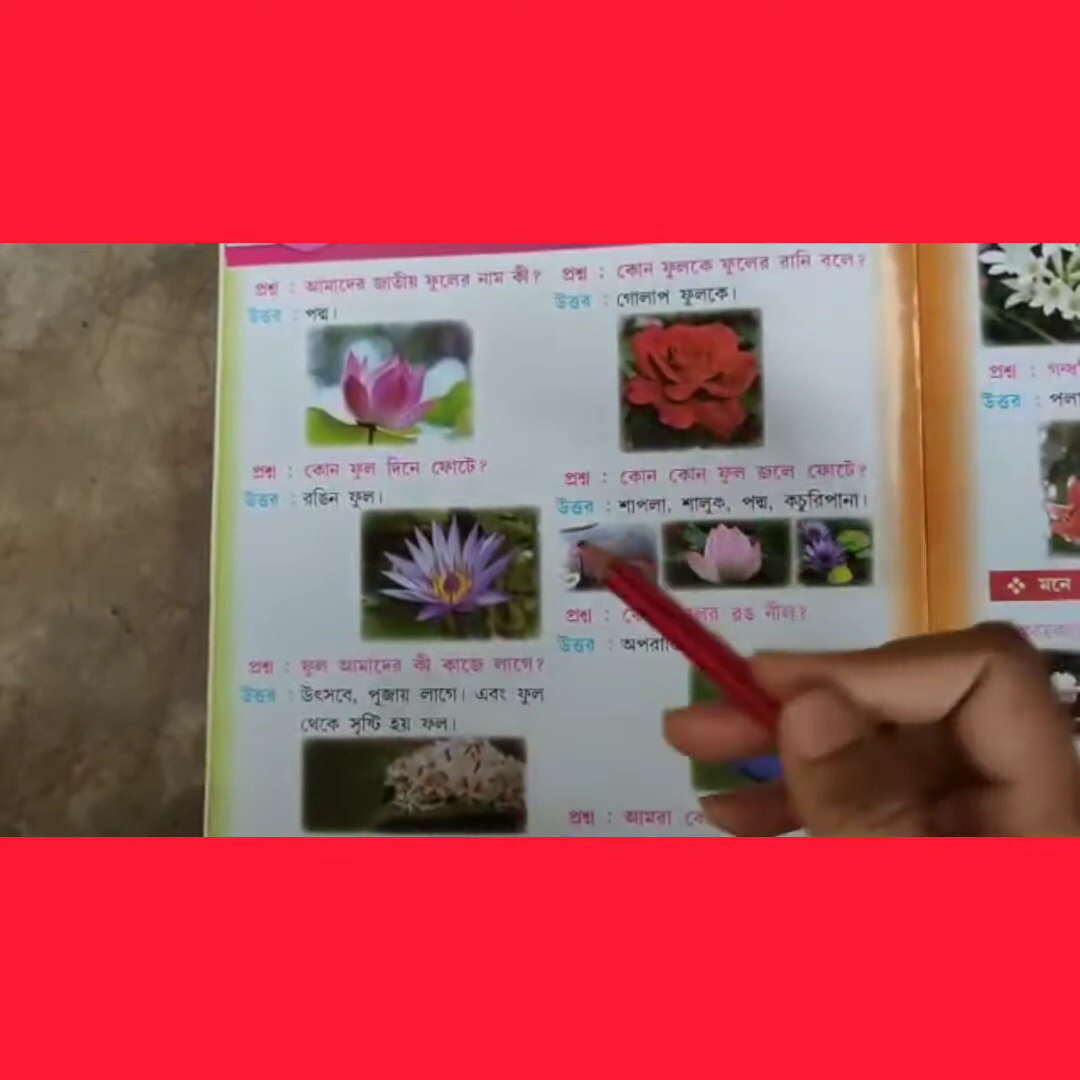 প্রশ্ন : আমাদের জাতীয় ফুলের নাম কী?
উত্তর : পদ্ম।
প্রশ্ন : কোন ফুল দিনে ফোটে?
উত্তর : রঙিন ফুল।
প্রশ্ন : ফুল আমাদের কী কাজে লাগে?
উত্তর : উৎসবে, পূজায় লাগে। এবং ফুল
থেকে সৃষ্টি হয় ফল।
প্রশ্ন : কোন ফুলকে ফুলের রানি বলে?
উত্তর : গোলাপ ফুলকে।
প্রশ্ন : কোন কোন ফুল জলে ফোটে?
উত্তর : শাপলা, শালুক, পদ্ম, কচুরিপানা।
প্রশ্ন : রঙ নীল?
উত্তর :
প্রশ্ন : আমরা
প্রশ্ন :
উত্তর :
মনে